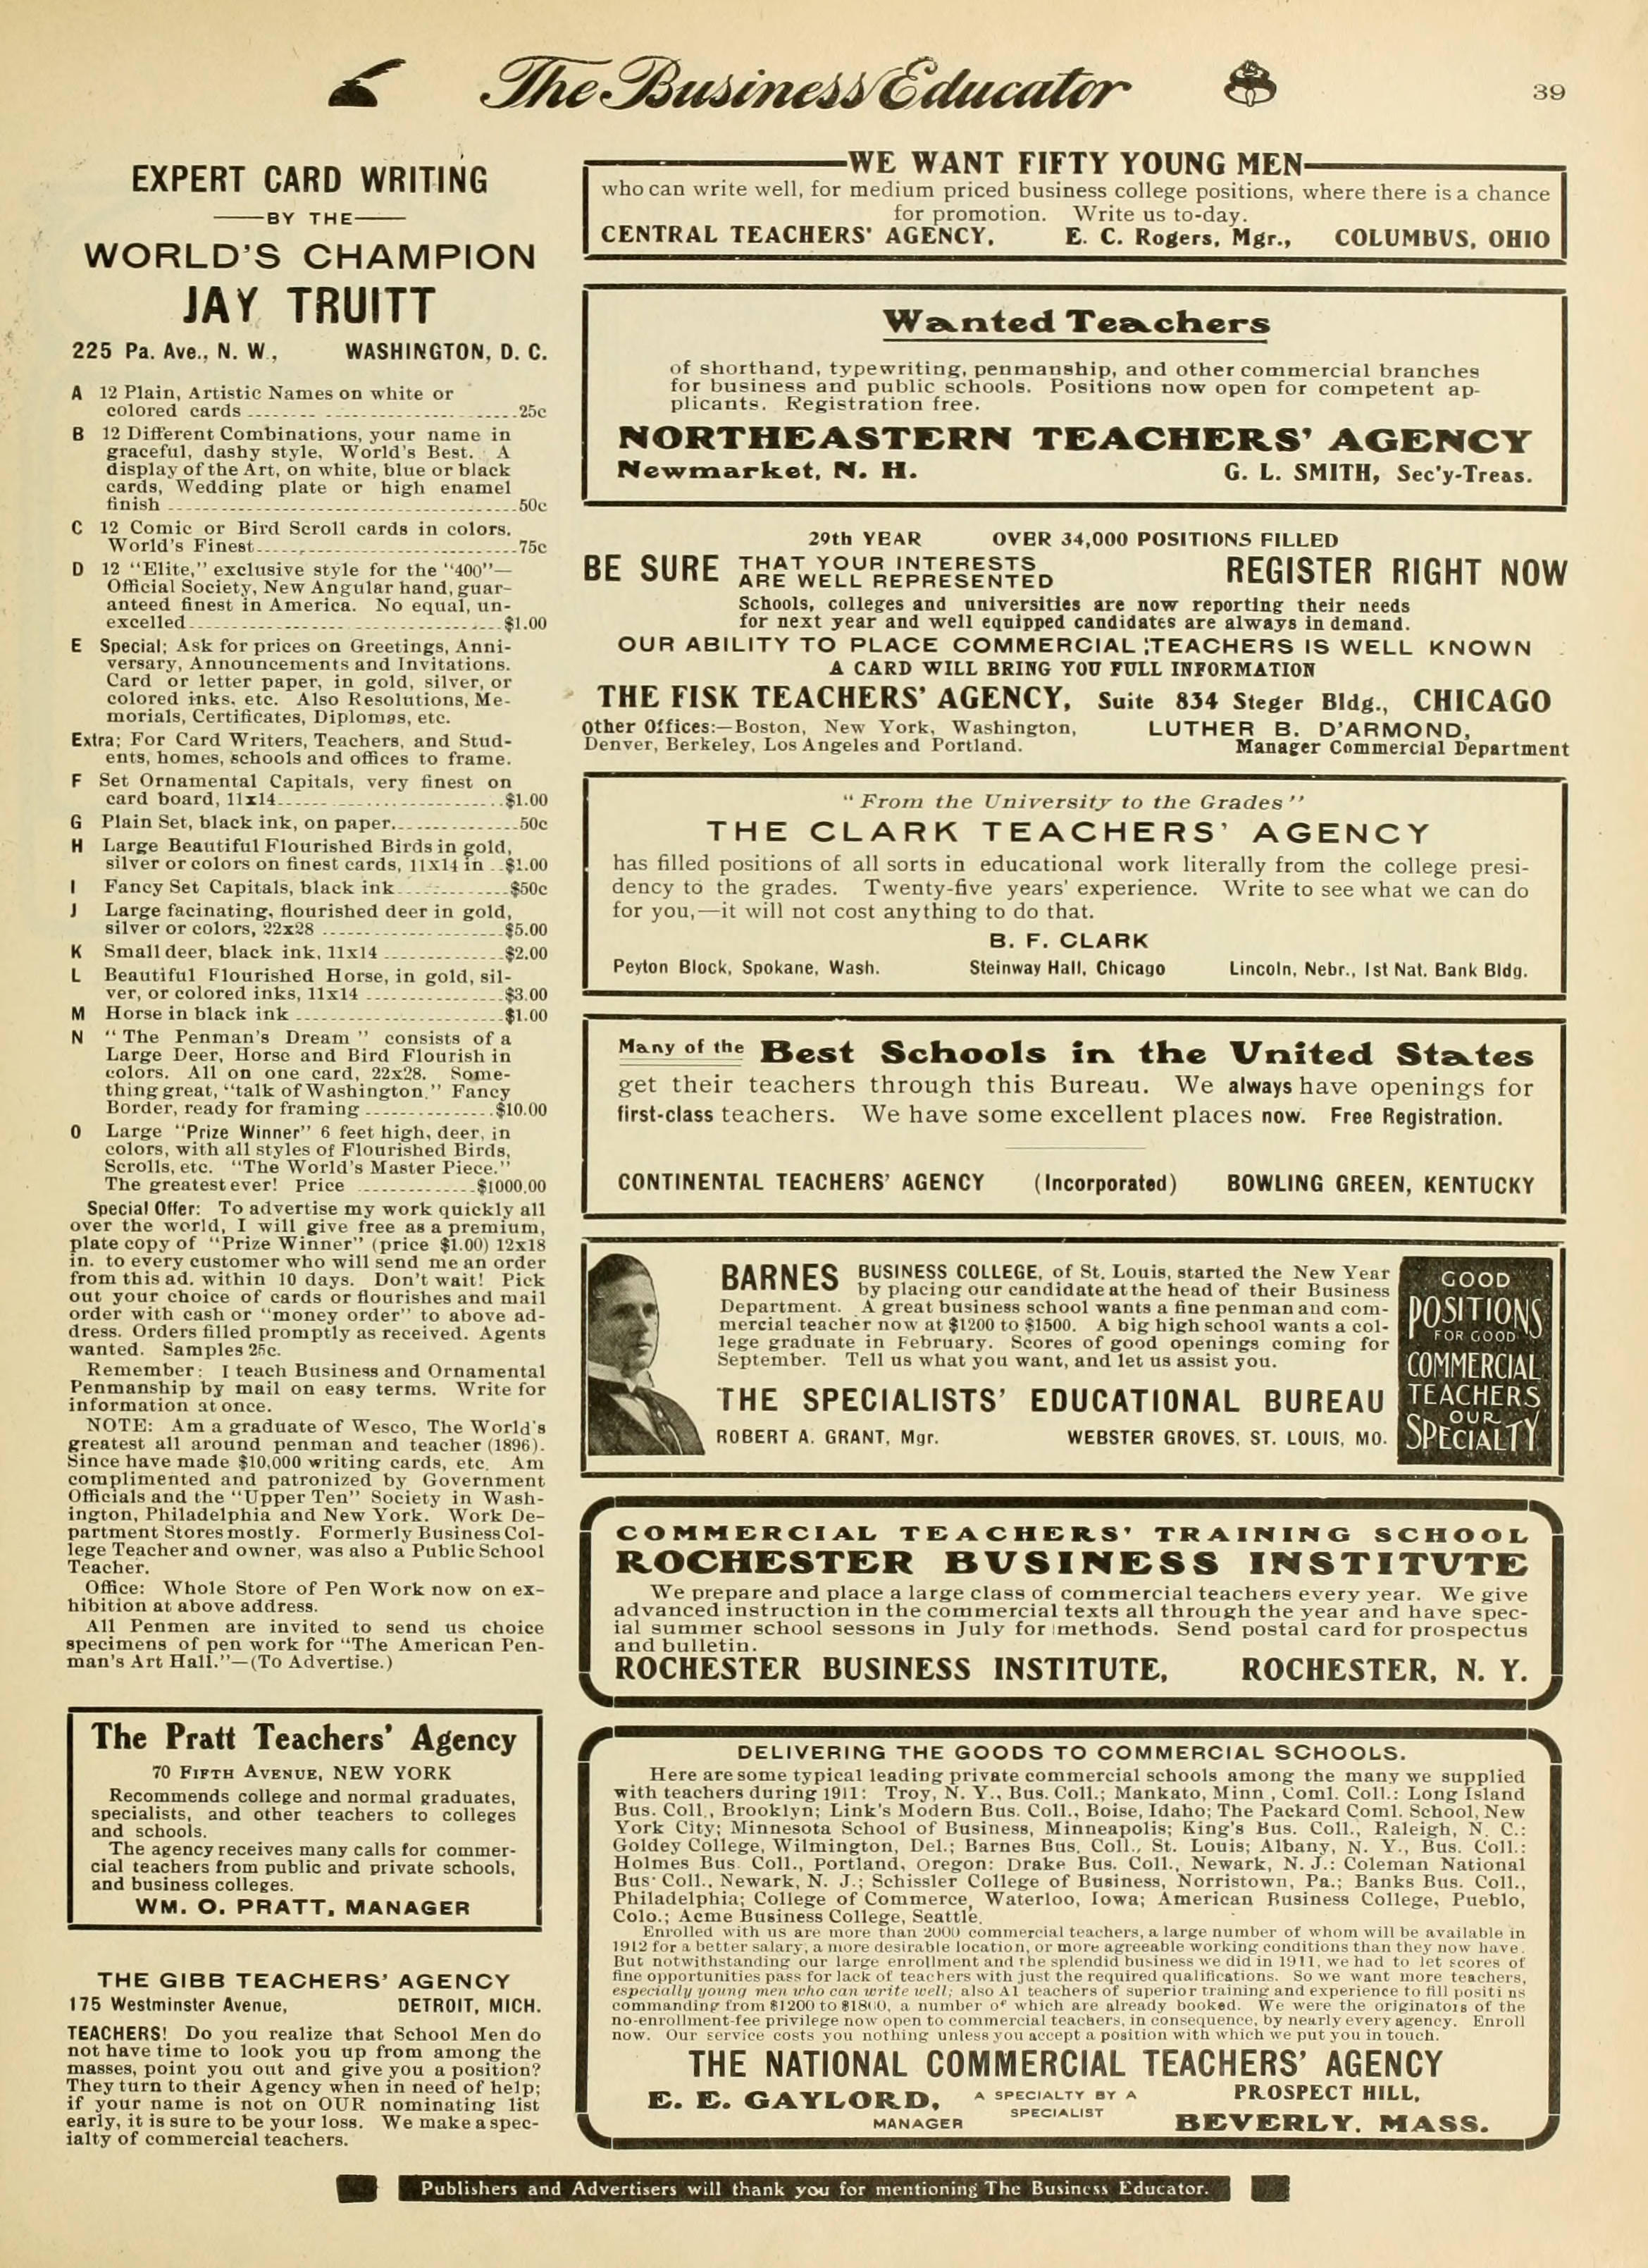 The Business Educator
39
EXPERT CARD WRITING
BY THE
WORLD'S CHAMPION
JAY TRUITT
225 Pa. Ave., N. W., WASHINGTON, D. C.
A 12 Plain, Artistic Names on white or
colored cards 25c
B 12 Different Combinations, your name in
graceful, dashy style, World's Best. A
display of the Art, on white, blue or black
cards, Wedding plate or high enamel
finish 50c
C 12 Comic or Bird Scroll cards in colors.
World's Finest 75c
D 12 "Elite," exclusive style for the "400"—
Official Society, New Angular hand, guar-
anteed finest in America. No equal, un-
excelled $1.00
E Special; Ask for prices on Greetings, Anni-
versary, Announcements and Invitations.
Card or letter paper, in gold, silver, or
colored inks, etc. Also Resolutions, Me-
morials, Certificates, Diplomas, etc.
Extra; For Card Writers, Teachers, and Stud-
ents, homes, schools and offices to frame.
F Set Ornamental Capitals, very finest on
card board, 11x14 $1.00
G Plain Set, black ink, on paper. 50c
H Large Beautiful Flourished Birds in gold,
silver or colors on finest cards, 11x14 in $1.00
I Fancy Set Capitals, black ink $50c
J Large facinating, flourished deer in gold,
silver or colors, 22x28 $5.00
K Small deer, black ink, 11x14 $2.00
L Beautiful Flourished Horse, in gold, sil-
ver, or colored inks, 11x14 $3.00
M Horse in black ink $1.00
N "The Penman's Dream" consists of a
Large Deer, Horse and Bird Flourish in
colors. All on one card, 22x28. Some-
thing great, "talk of Washington." Fancy
Border, ready for framing $10.00
O Large "Prize Winner" 6 feet high, deer, in
colors, with all styles of Flourished Birds,
Scrolls, etc. "The World's Master Piece."
The greatest ever! Price $1000.00
Special Offer: To advertise my work quickly all
over the world, I will give free as a premium,
plate copy of "Prize Winner" (price $1.00) 12x18
in. to every customer who will send me an order
from this ad. within 10 days. Don't wait! Pick
out your choice of cards or flourishes and mail
order with cash or "money order" to above ad-
dress. Orders filled promptly as received. Agents
wanted. Samples 25c.
Remember: I teach Business and Ornamental
Penmanship by mail on easy terms. Write for
information at once.
NOTE: Am a graduate of Wesco, The World's
greatest all around penman and teacher (1896).
Since have made $10,000 writing cards, etc. Am
complimented and patronized by Government
Officials and the "Upper Ten" Society in Wash-
ington, Philadelphia and New York. Work De-
partment Stores mostly. Formerly Business Col-
lege Teacher and owner, was also a Public School
Teacher.
Office: Whole Store of Pen Work now on ex-
hibition at above address.
All Penmen are invited to send us choice
specimens of pen work for "The American Pen-
man's Art Hall."—(To Advertise.)
The Pratt Teachers' Agency
70 FIFTH AVENUE, NEW YORK
Recommends college and normal graduates,
specialists, and other teachers to colleges
and schools.
The agency receives many calls for commer-
cial teachers from public and private schools,
and business colleges.
WM. O. PRATT, MANAGER
THE GIBB TEACHERS' AGENCY
175 Westminster Avenue, DETROIT, MICH.
TEACHERS! Do you realize that School Men do
not have time to look you up from among the
masses, point you out and give you a position?
They turn to their Agency when in need of help;
if your name is not on OUR nominating list
early, it is sure to be your loss. We make a spec-
ialty of commercial teachers.
WE WANT FIFTY YOUNG MEN
who can write well, for medium priced business college positions, where there is a chance
for promotion. Write us to-day.
CENTRAL TEACHERS' AGENCY, E. C. Rogers, Mgr., COLUMBUS, OHIO
Wanted Teachers
of shorthand, typewriting, penmanship, and other commercial branches
for business and public schools. Positions now open for competent ap-
plicants. Registration free.
NORTHEASTERN TEACHERS' AGENCY
Newmarket, N. H. G. L. SMITH, Sec'y-Treas.
29th YEAR OVER 34,000 POSITIONS FILLED
BE SURE THAT YOUR INTERESTS ARE WELL REPRESENTED REGISTER RIGHT NOW
Schools, colleges and universities are now reporting their needs
for next year and well equipped candidates are always in demand.
OUR ABILITY TO PLACE COMMERCIAL TEACHERS IS WELL KNOWN
A CARD WILL BRING YOU FULL INFORMATION
THE FISK TEACHERS' AGENCY, Suite 834 Steger Bldg., CHICAGO
Other Offices:—Boston, New York, Washington, LUTHER B. D'ARMOND,
Denver, Berkeley, Los Angeles and Portland. Manager Commercial Department
"From the University to the Grades"
THE CLARK TEACHERS' AGENCY
has filled positions of all sorts in educational work literally from the college presi-
dency to the grades. Twenty-five years' experience. Write to see what we can do
for you,—it will not cost anything to do that.
B. F. CLARK
Peyton Block, Spokane, Wash. Steinway Hall, Chicago Lincoln, Nebr., 1st Nat. Bank Bldg.
Many of the Best Schools in the United States
get their teachers through this Bureau. We always have openings for
first-class teachers. We have some excellent places now. Free Registration.
CONTINENTAL TEACHERS' AGENCY (Incorporated) BOWLING GREEN, KENTUCKY
BARNES BUSINESS COLLEGE, of St. Louis, started the New Year
by placing our candidate at the head of their Business
Department. A great business school wants a fine penman and com-
mercial teacher now at $1200 to $1500. A big high school wants a col-
lege graduate in February. Scores of good openings coming for
September. Tell us what you want, and let us assist you.
THE SPECIALISTS' EDUCATIONAL BUREAU
ROBERT A. GRANT, Mgr. WEBSTER GROVES, ST. LOUIS, MO.
GOOD
POSITIONS
FOR GOOD
COMMERCIAL
TEACHERS
OUR
SPECIALTY
COMMERCIAL TEACHERS' TRAINING SCHOOL
ROCHESTER BUSINESS INSTITUTE
We prepare and place a large class of commercial teachers every year. We give
advanced instruction in the commercial texts all through the year and have spec-
ial summer school sessons in July for methods. Send postal card for prospectus
and bulletin.
ROCHESTER BUSINESS INSTITUTE, ROCHESTER, N. Y.
DELIVERING THE GOODS TO COMMERCIAL SCHOOLS.
Here are some typical leading private commercial schools among the many we supplied
with teachers during 1911: Troy, N. Y., Bus. Coll.; Mankato, Minn., Coml. Coll.: Long Island
Bus. Coll., Brooklyn; Link's Modern Bus. Coll., Boise, Idaho; The Packard Coml. School, New
York City; Minnesota School of Business, Minneapolis; King's Bus. Coll., Raleigh, N. C.:
Goldey College, Wilmington, Del.; Barnes Bus. Coll., St. Louis; Albany, N. Y., Bus. Coll.:
Holmes Bus. Coll., Portland, Oregon: Drake Bus. Coll., Newark, N. J.: Coleman National
Bus. Coll., Newark, N. J.; Schissler College of Business, Norristown, Pa.; Banks Bus. Coll.,
Philadelphia; College of Commerce, Waterloo, Iowa; American Business College, Pueblo,
Colo.; Acme Business College, Seattle.
Enrolled with us are more than 2000 commercial teachers, a large number of whom will be available in
1912 for a better salary, a more desirable location, or more agreeable working conditions than they now have.
But notwithstanding our large enrollment and the splendid business we did in 1911, we had to let scores of
fine opportunities pass for lack of teachers with just the required qualifications. So we want more teachers,
especially young men who can write well; also A1 teachers of superior training and experience to fill positi ns
commanding from $1200 to $1800, a number of which are already booked. We were the originators of the
no-enrollment-fee privilege now open to commercial teachers, in consequence, by nearly every agency. Enroll
now. Our service costs you nothing unless you accept a position with which we put you in touch.
THE NATIONAL COMMERCIAL TEACHERS' AGENCY
E. E. GAYLORD, MANAGER A SPECIALTY BY A SPECIALIST PROSPECT HILL,
BEVERLY, MASS.
Publishers and Advertisers will thank you for mentioning The Business Educator.